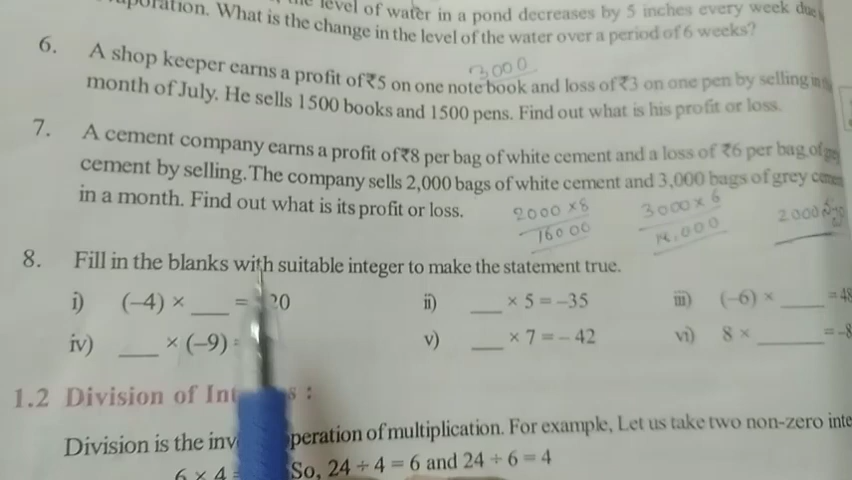 level of water in a pond decreases by 5 inches every week due
What is the change in the level of the water over a period of 6 weeks?
3000
6. A shop keeper earns a profit of ₹5 on one note book and loss of ₹3 on one pen by selling in
month of July. He sells 1500 books and 1500 pens. Find out what is his profit or loss.
7. A cement company earns a profit of ₹8 per bag of white cement and a loss of ₹6 per bag of
cement by selling. The company sells 2,000 bags of white cement and 3,000 bags of grey
in a month. Find out what is its profit or loss.
2000 ×8 3000 × 6 2000
16000
8. Fill in the blanks with suitable integer to make the statement true.
i) (–4) × ___ = 20 ii) ___ × 5 = –35 iii) (–6) × ____ = 48
iv) ___ × (–9) = v) ___ × 7 = – 42 vi) 8 × _____ = –8
1.2 Division of :
Division is the operation of multiplication. For example, Let us take two non-zero
6 × 4 So, 24 ÷ 4 = 6 and 24 ÷ 6 = 4